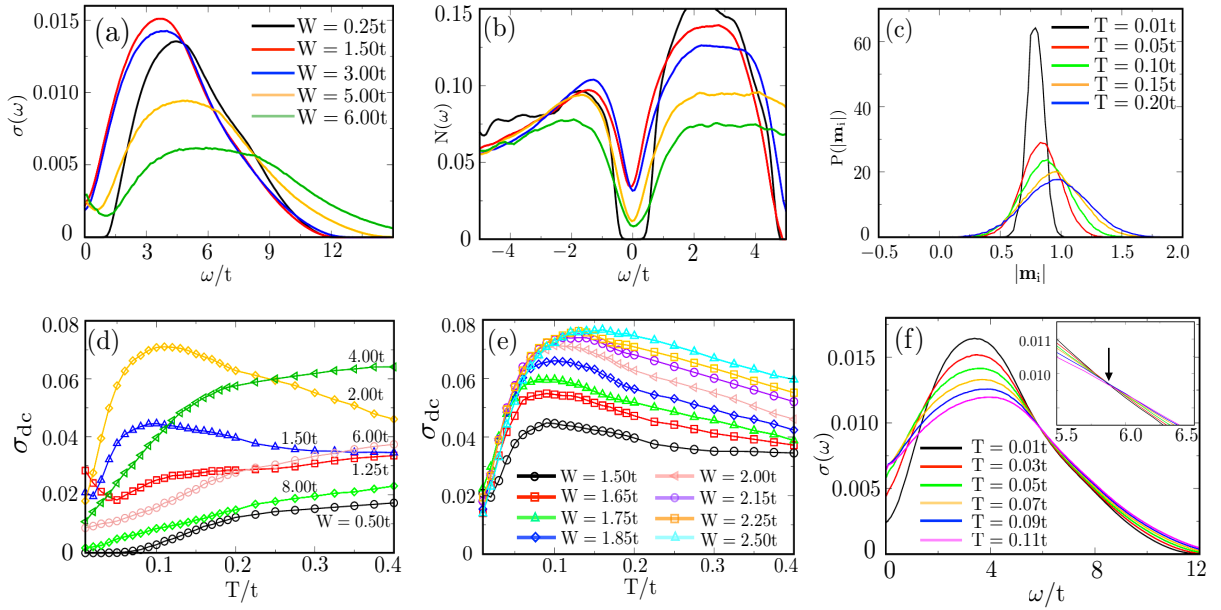 (a)
σ(ω)
0.015
0.010
0.005
0
W = 0.25t
W = 1.50t
W = 3.00t
W = 5.00t
W = 6.00t
0 3 6 9 12
ω/t
(b)
N(ω)
0.15
0.10
0.05
0.00
−4 −2 0 2 4
ω/t
(c)
P(|mᵢ|)
60
40
20
0
T = 0.01t
T = 0.05t
T = 0.10t
T = 0.15t
T = 0.20t
−0.5 0.0 0.5 1.0 1.5 2.0
|mᵢ|
(d)
σdc
0.08
0.06
0.04
0.02
0
4.00t
2.00t
6.00t
1.50t
1.25t
8.00t
W = 0.50t
0.1 0.2 0.3 0.4
T/t
(e)
σdc
0.08
0.06
0.04
0.02
0
W = 1.50t
W = 1.65t
W = 1.75t
W = 1.85t
W = 2.00t
W = 2.15t
W = 2.25t
W = 2.50t
0.1 0.2 0.3 0.4
T/t
(f)
σ(ω)
0.015
0.010
0.005
0.000
0.011
0.010
5.5 6.0 6.5
T = 0.01t
T = 0.03t
T = 0.05t
T = 0.07t
T = 0.09t
T = 0.11t
0 4 8 12
ω/t